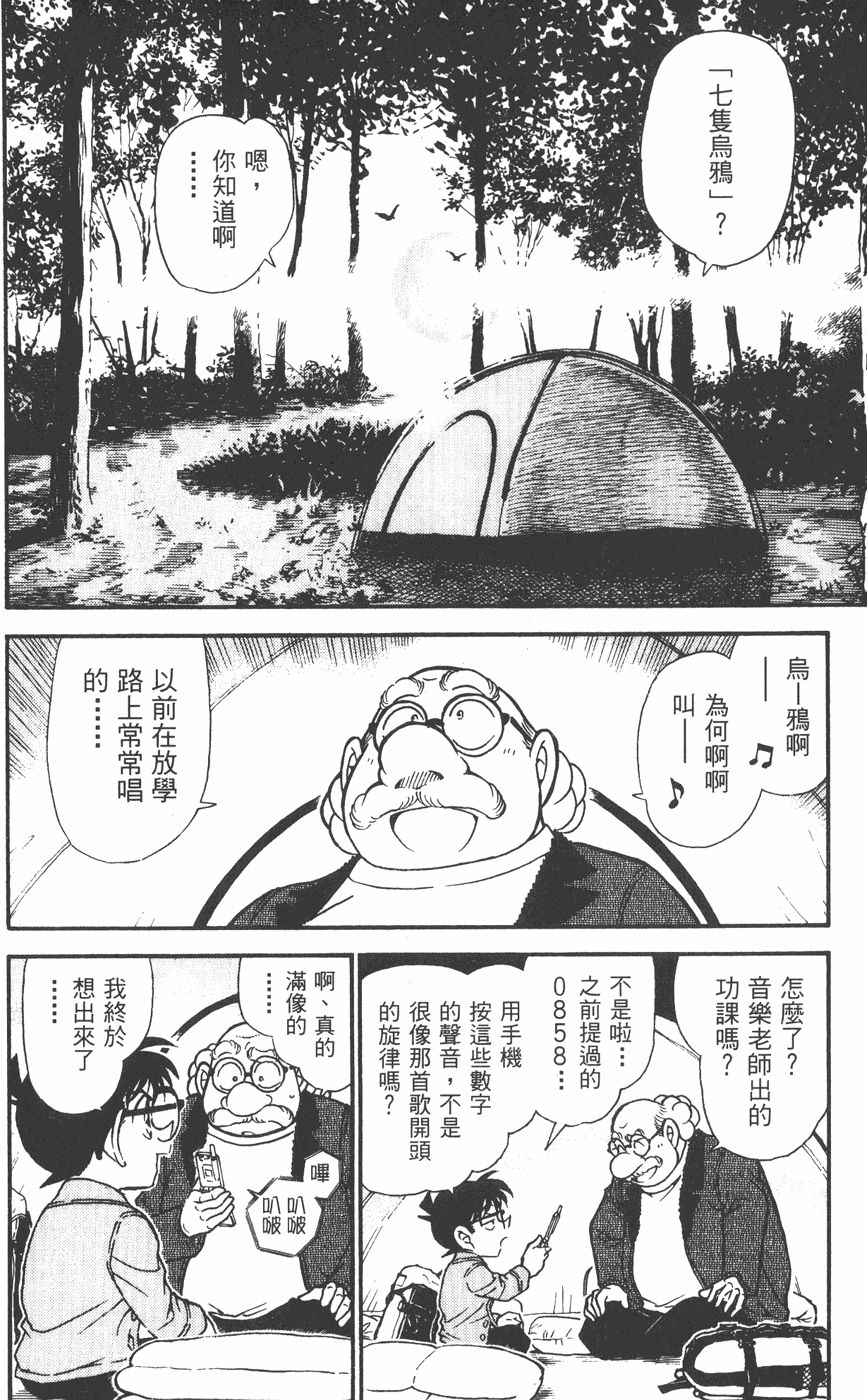 「七隻烏鴉」？
嗯，
你知道啊
……
烏—鴉啊
——♫
為何啊啊
叫——♪
以前在放學
路上常常唱
的……
怎麼了？
音樂老師出的
功課嗎？
不是啦…
之前提過的
0858…
用手機
按這些數字
的聲音，不是
很像那首歌開頭
的旋律嗎？
啊、真的
滿像的
……
嗶
叭啵
叭啵
我終於
想出來了
……